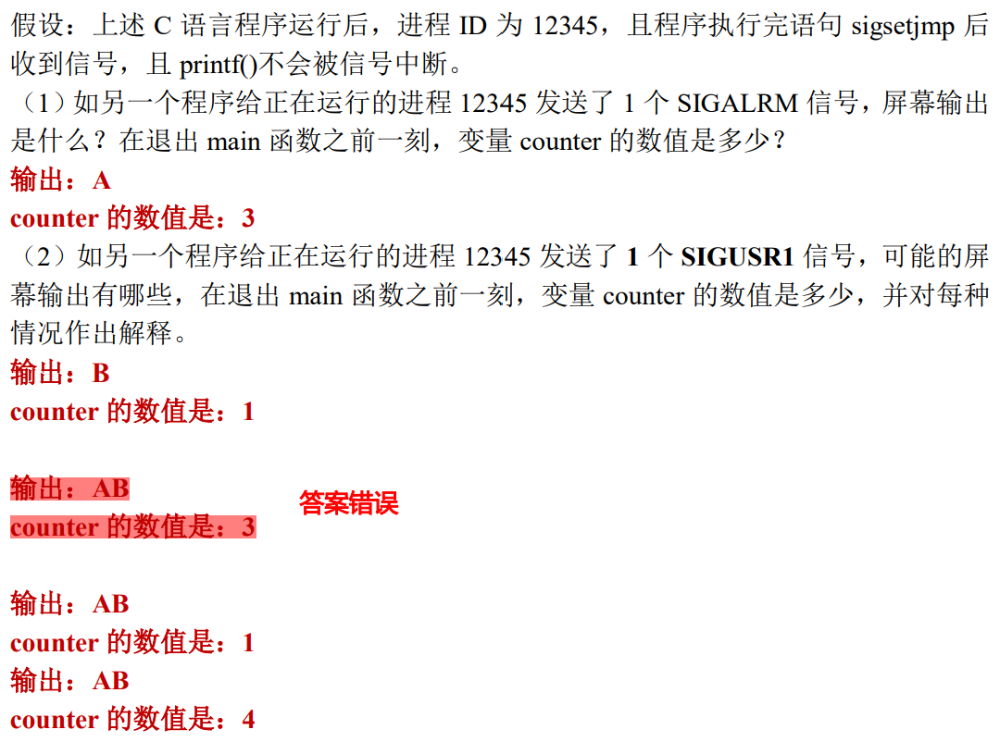 假设：上述 C 语言程序运行后，进程 ID 为 12345，且程序执行完语句 sigsetjmp 后
收到信号，且 printf()不会被信号中断。
（1）如另一个程序给正在运行的进程 12345 发送了 1 个 SIGALRM 信号，屏幕输出
是什么？在退出 main 函数之前一刻，变量 counter 的数值是多少？
输出：A
counter 的数值是：3
（2）如另一个程序给正在运行的进程 12345 发送了 1 个 SIGUSR1 信号，可能的屏
幕输出有哪些，在退出 main 函数之前一刻，变量 counter 的数值是多少，并对每种
情况作出解释。
输出：B
counter 的数值是：1
输出：AB
答案错误
counter 的数值是：3
输出：AB
counter 的数值是：1
输出：AB
counter 的数值是：4